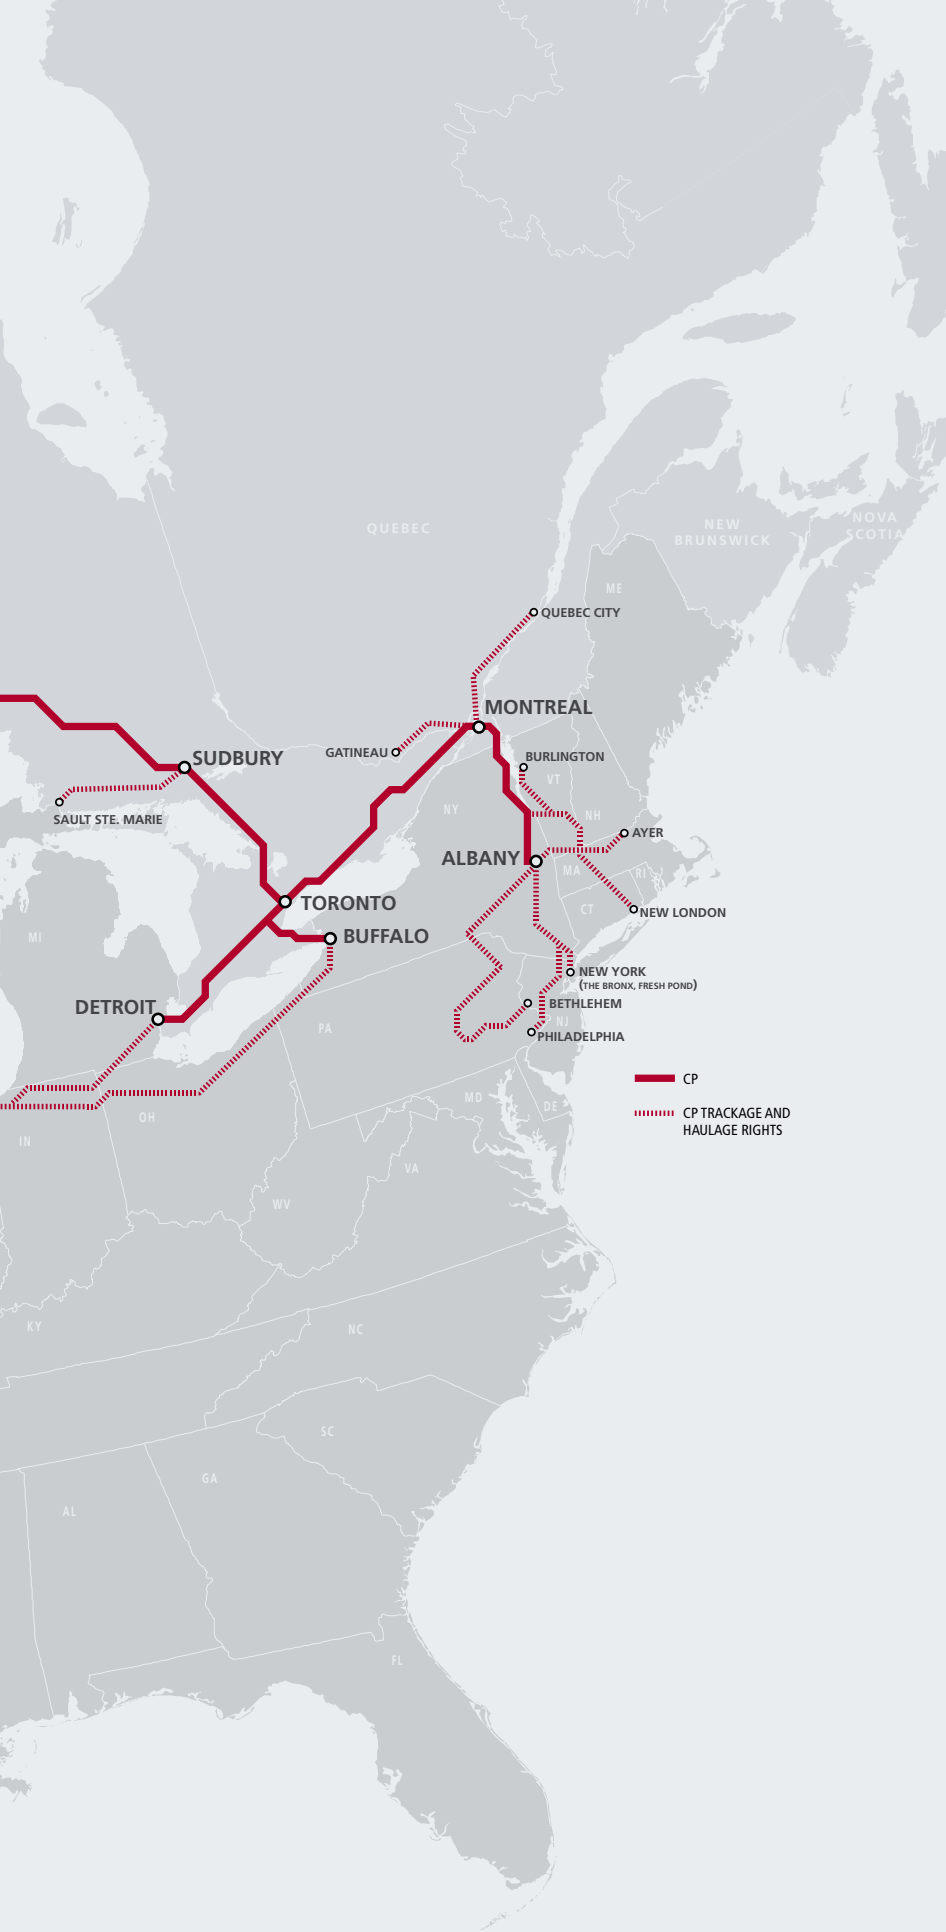 QUEBEC
NEW
BRUNSWICK
NOVA
SCOTIA
ME
QUEBEC CITY
MONTREAL
GATINEAU
BURLINGTON
SUDBURY
VT
SAULT STE. MARIE
NY
NH
AYER
ALBANY
MA
RI
TORONTO
CT
NEW LONDON
MI
BUFFALO
NEW YORK
(THE BRONX, FRESH POND)
DETROIT
BETHLEHEM
NJ
PA
PHILADELPHIA
CP
MD
DE
OH
CP TRACKAGE AND
HAULAGE RIGHTS
IN
VA
WV
KY
NC
SC
GA
AL
FL